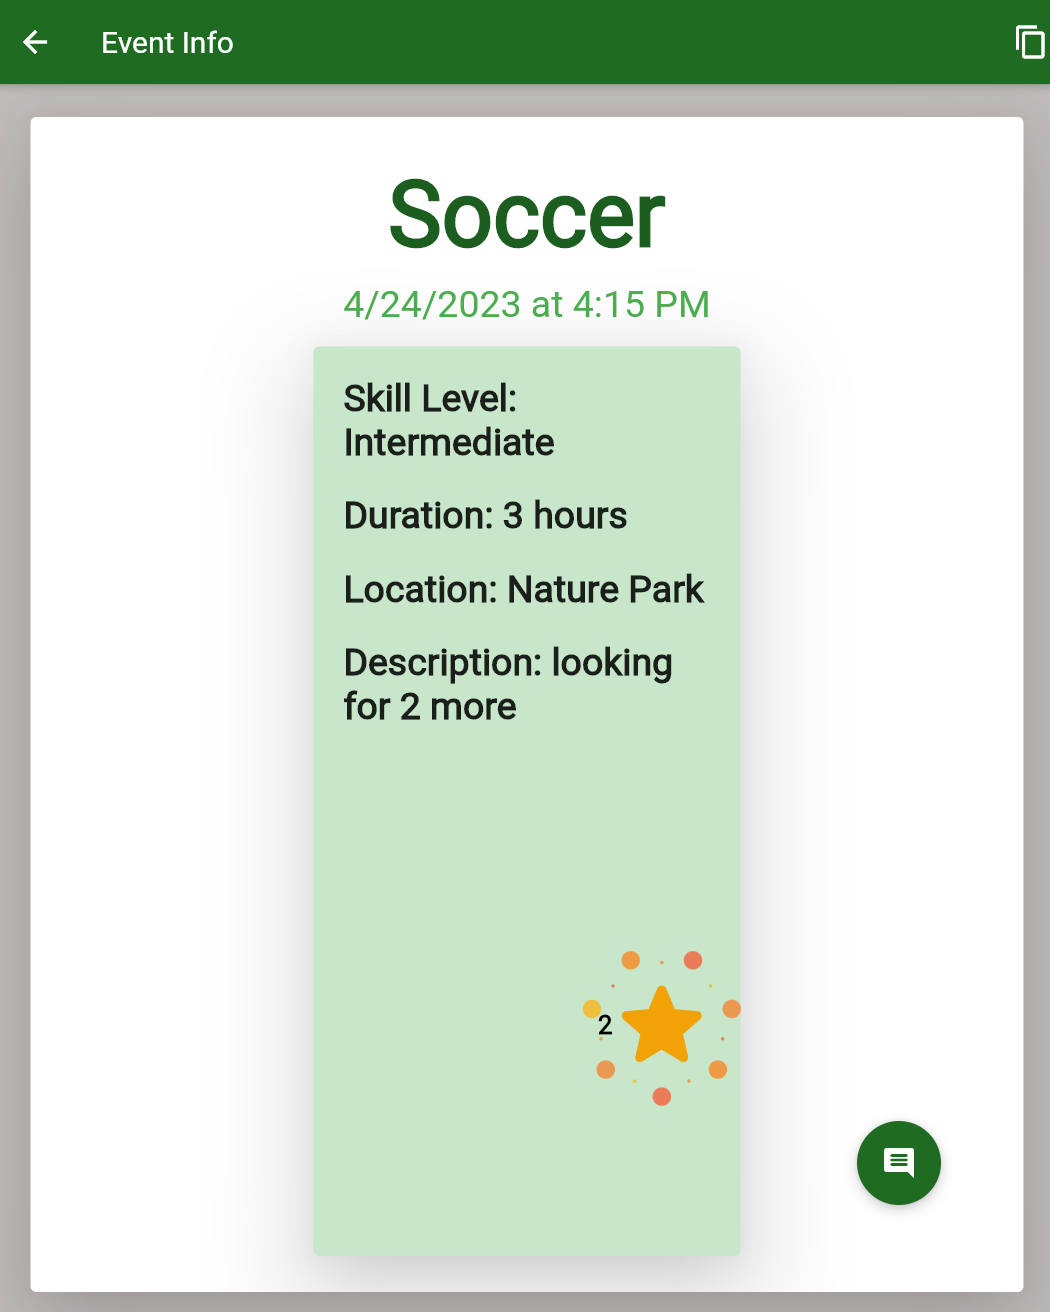 Event Info
Soccer
4/24/2023 at 4:15 PM
Skill Level:
Intermediate
Duration: 3 hours
Location: Nature Park
Description: looking
for 2 more
2